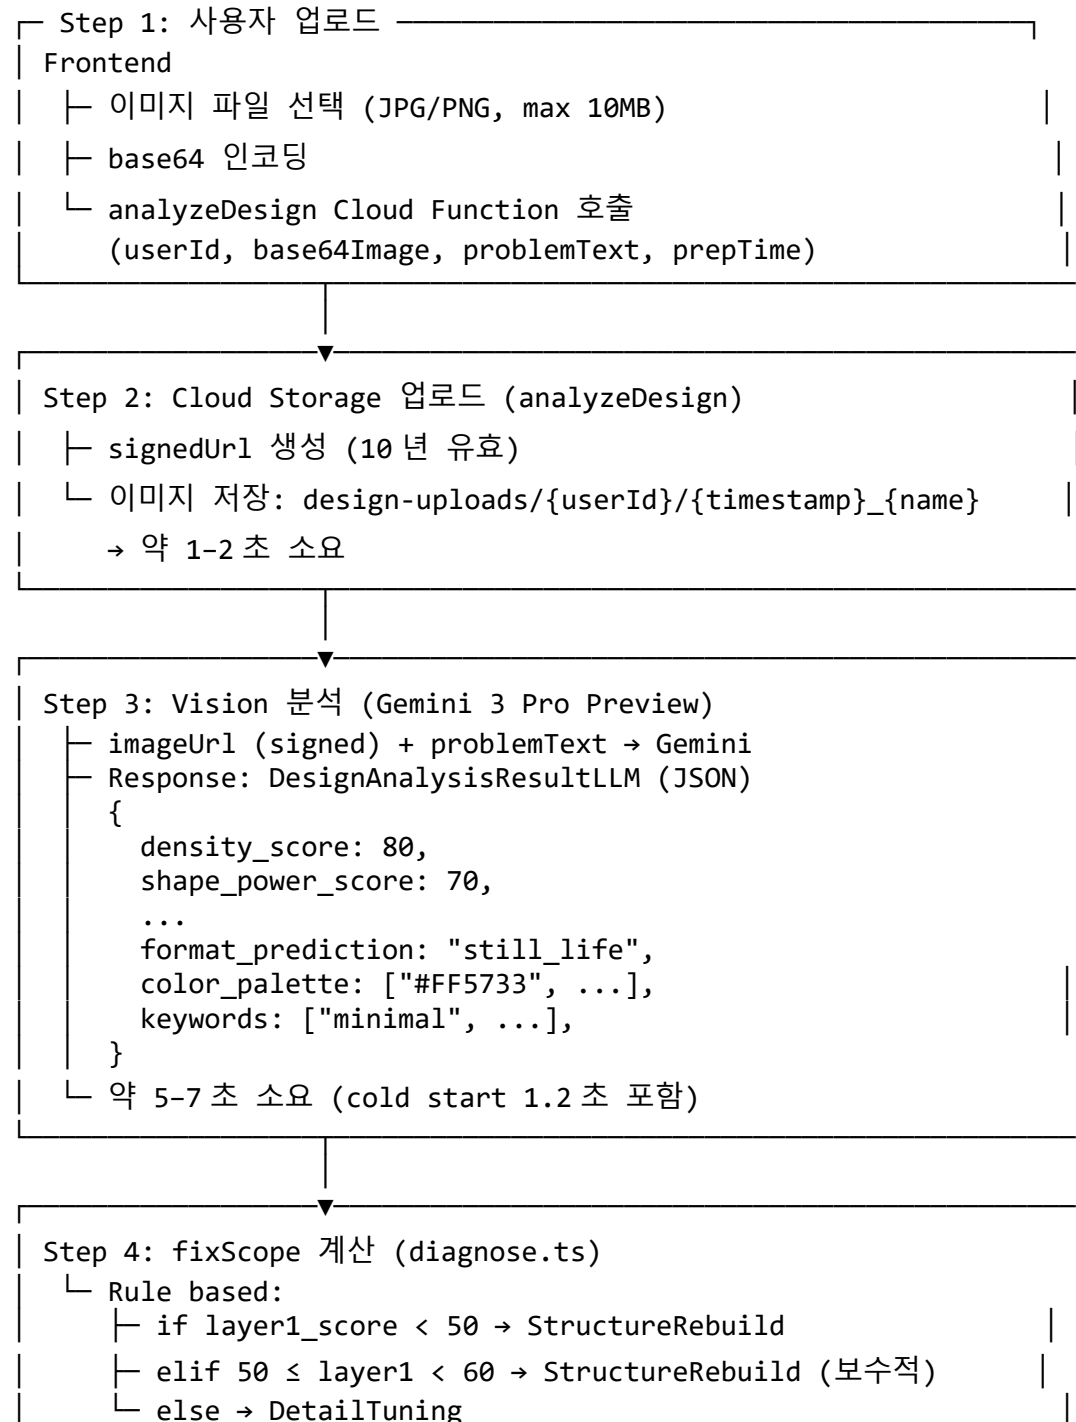 Step 1: 사용자 업로드
Frontend
├─ 이미지 파일 선택 (JPG/PNG, max 10MB)
├─ base64 인코딩
└─ analyzeDesign Cloud Function 호출
(userId, base64Image, problemText, prepTime)
▼
Step 2: Cloud Storage 업로드 (analyzeDesign)
├─ signedUrl 생성 (10년 유효)
└─ 이미지 저장: design-uploads/{userId}/{timestamp}_{name}
→ 약 1–2초 소요
▼
Step 3: Vision 분석 (Gemini 3 Pro Preview)
├─ imageUrl (signed) + problemText → Gemini
├─ Response: DesignAnalysisResultLLM (JSON)
{
density_score: 80,
shape_power_score: 70,
...
format_prediction: "still_life",
color_palette: ["#FF5733", ...],
keywords: ["minimal", ...],
}
└─ 약 5–7초 소요 (cold start 1.2초 포함)
▼
Step 4: fixScope 계산 (diagnose.ts)
└─ Rule based:
├─ if layer1_score < 50 → StructureRebuild
├─ elif 50 ≤ layer1 < 60 → StructureRebuild (보수적)
└─ else → DetailTuning